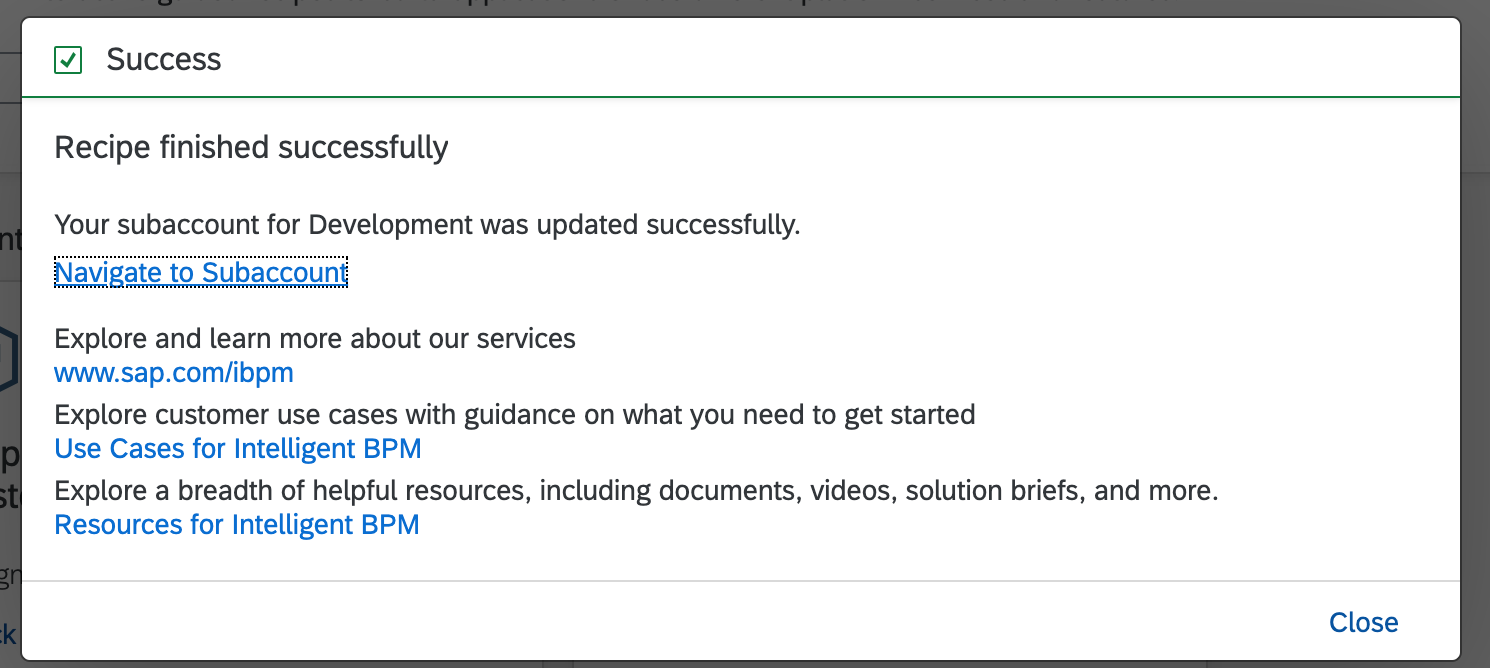 Success
Recipe finished successfully
Your subaccount for Development was updated successfully.
Navigate to Subaccount
Explore and learn more about our services
www.sap.com/ibpm
Explore customer use cases with guidance on what you need to get started
Use Cases for Intelligent BPM
Explore a breadth of helpful resources, including documents, videos, solution briefs, and more.
Resources for Intelligent BPM
Close